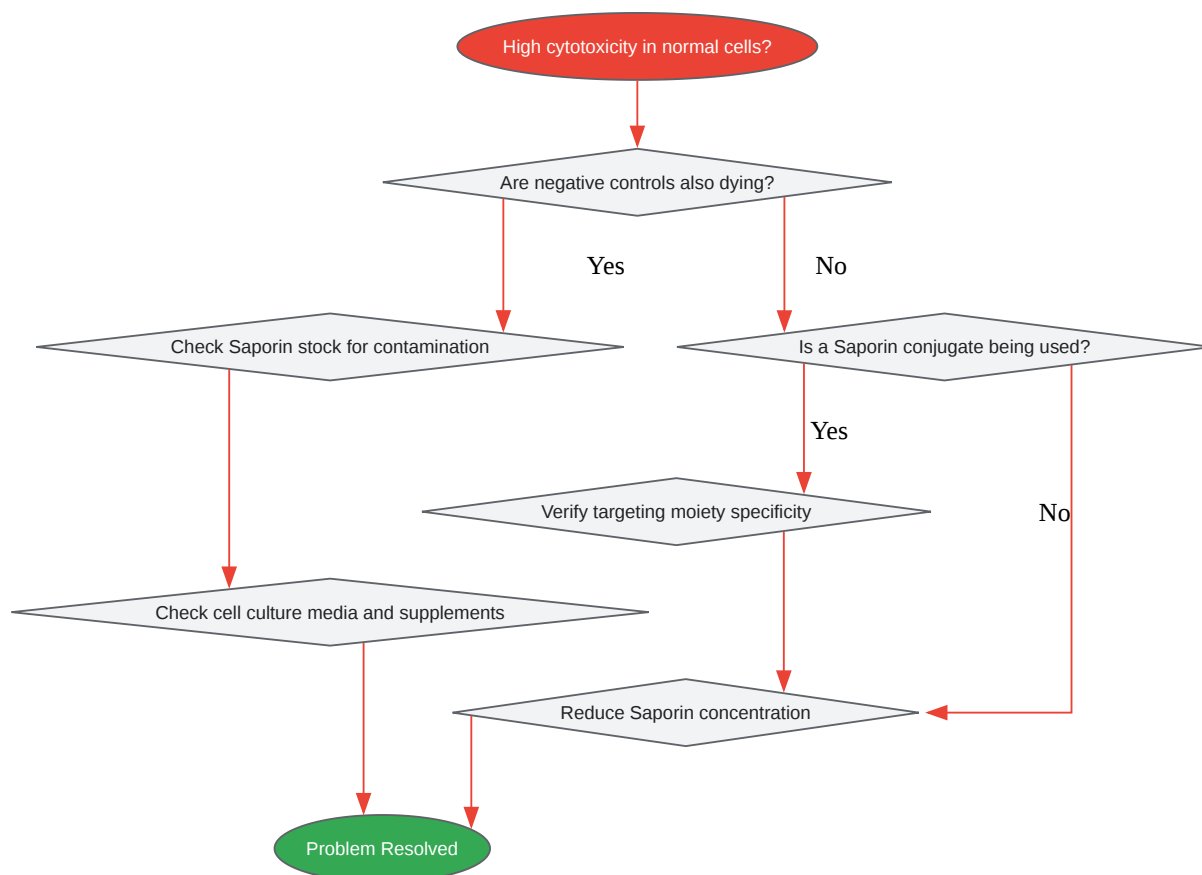 High cytotoxicity in normal cells?
Are negative controls also dying?
Yes
No
Check Saporin stock for contamination
Is a Saporin conjugate being used?
Yes
Verify targeting moiety specificity
No
Check cell culture media and supplements
Reduce Saporin concentration
Problem Resolved